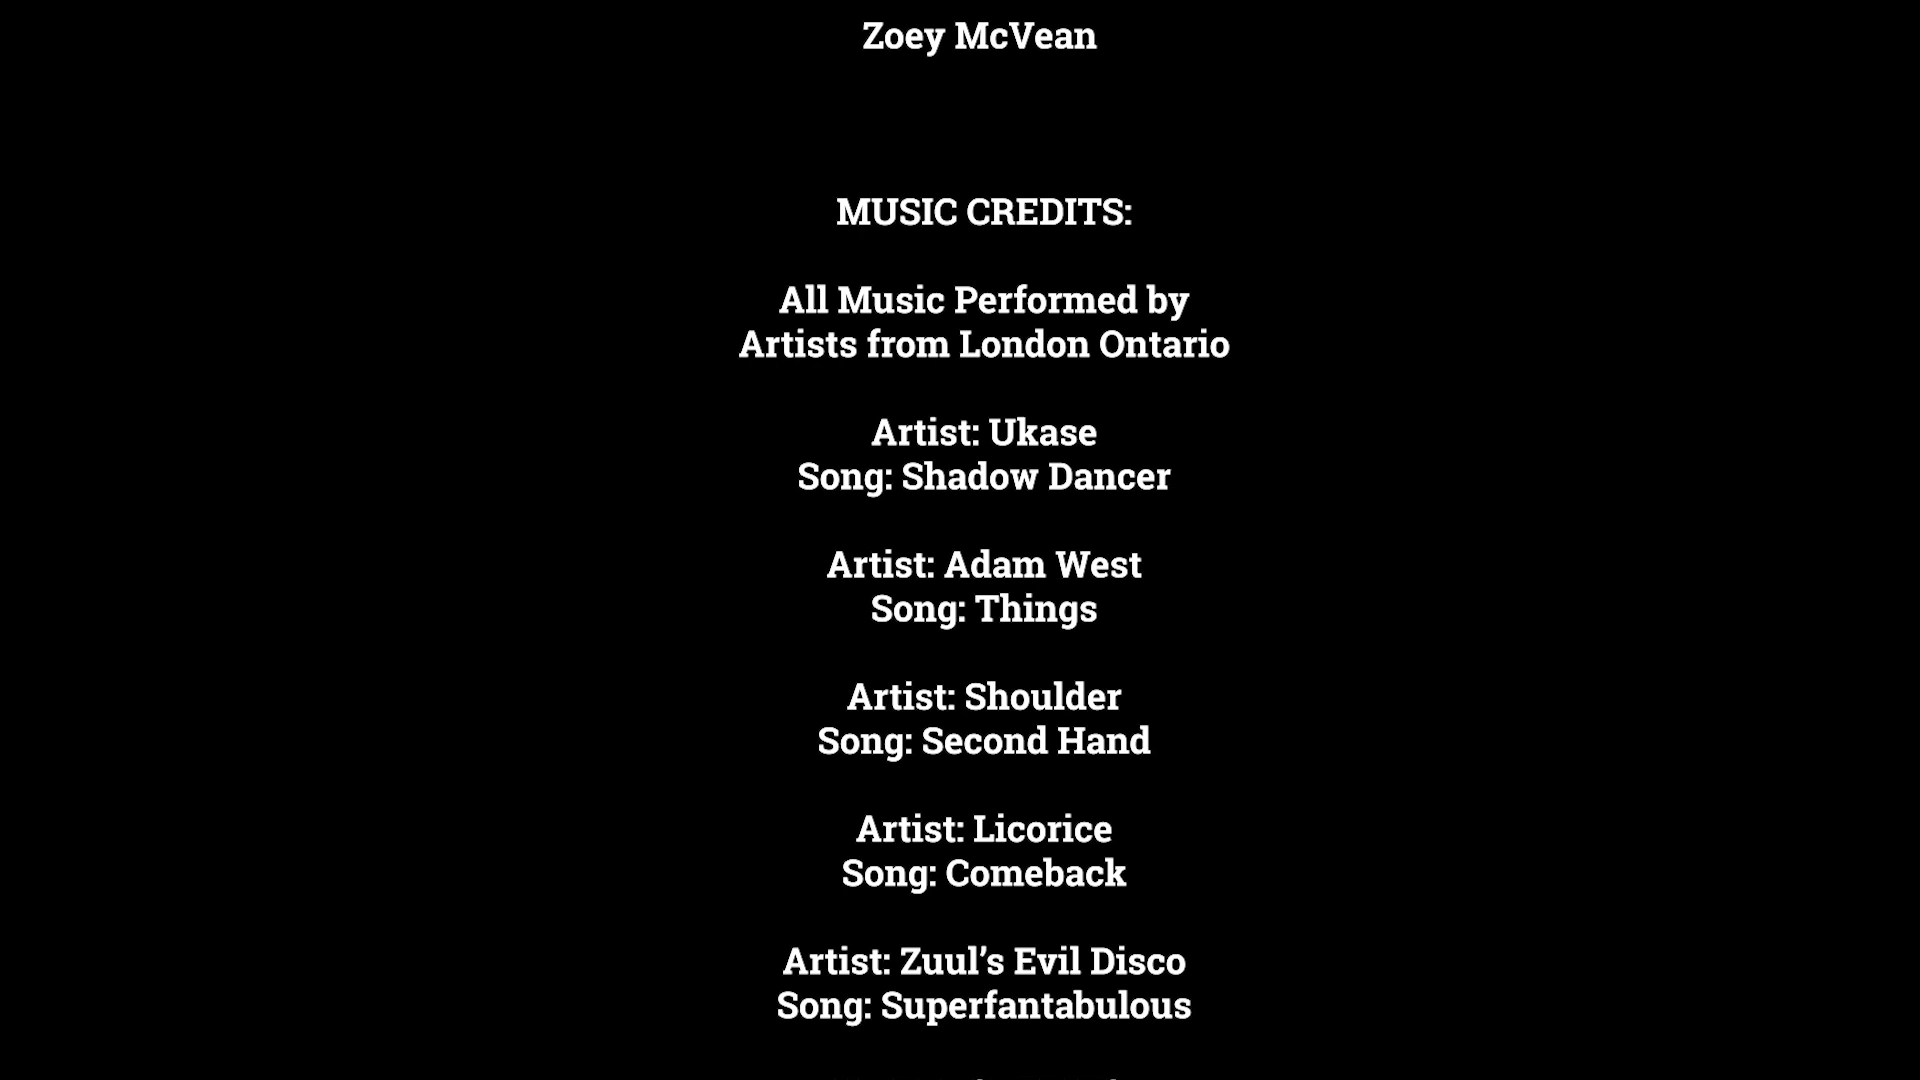 Zoey McVean
MUSIC CREDITS:
All Music Performed by
Artists from London Ontario
Artist: Ukase
Song: Shadow Dancer
Artist: Adam West
Song: Things
Artist: Shoulder
Song: Second Hand
Artist: Licorice
Song: Comeback
Artist: Zuul’s Evil Disco
Song: Superfantabulous